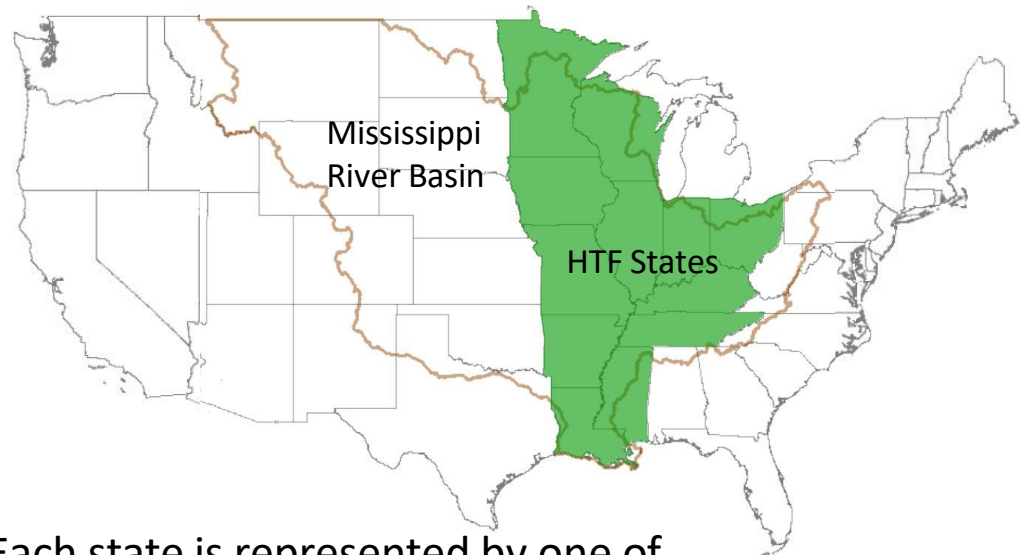 Mississippi
River Basin
HTF States
Each state is represented by one of